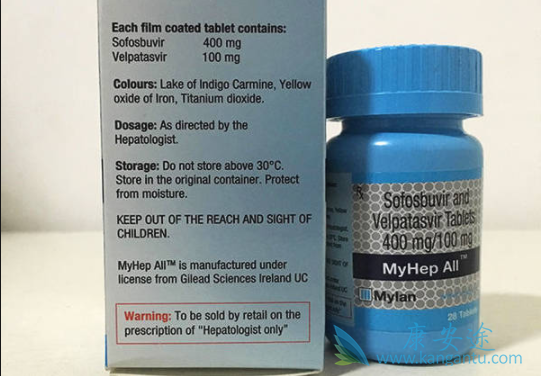 Each film coated tablet contains:
Sofosbuvir 400 mg
Velpatasvir 100 mg
Colours: Lake of Indigo Carmine, Yellow
oxide of Iron, Titanium dioxide.
Dosage: As directed by the
Hepatologist.
Storage: Do not store above 30°C.
Store in the original container. Protect
from moisture.
KEEP OUT OF THE REACH AND SIGHT OF
CHILDREN.
MyHep All™ is manufactured under
license from Gilead Sciences Ireland UC
Warning: To be sold by retail on the
prescription of "Hepatologist only"
Sofosbuvir and
Velpatasvir Tablets
400 mg/100 mg
MyHep All™
Mylan
28 Tablets
康安途
www.kangantu.com